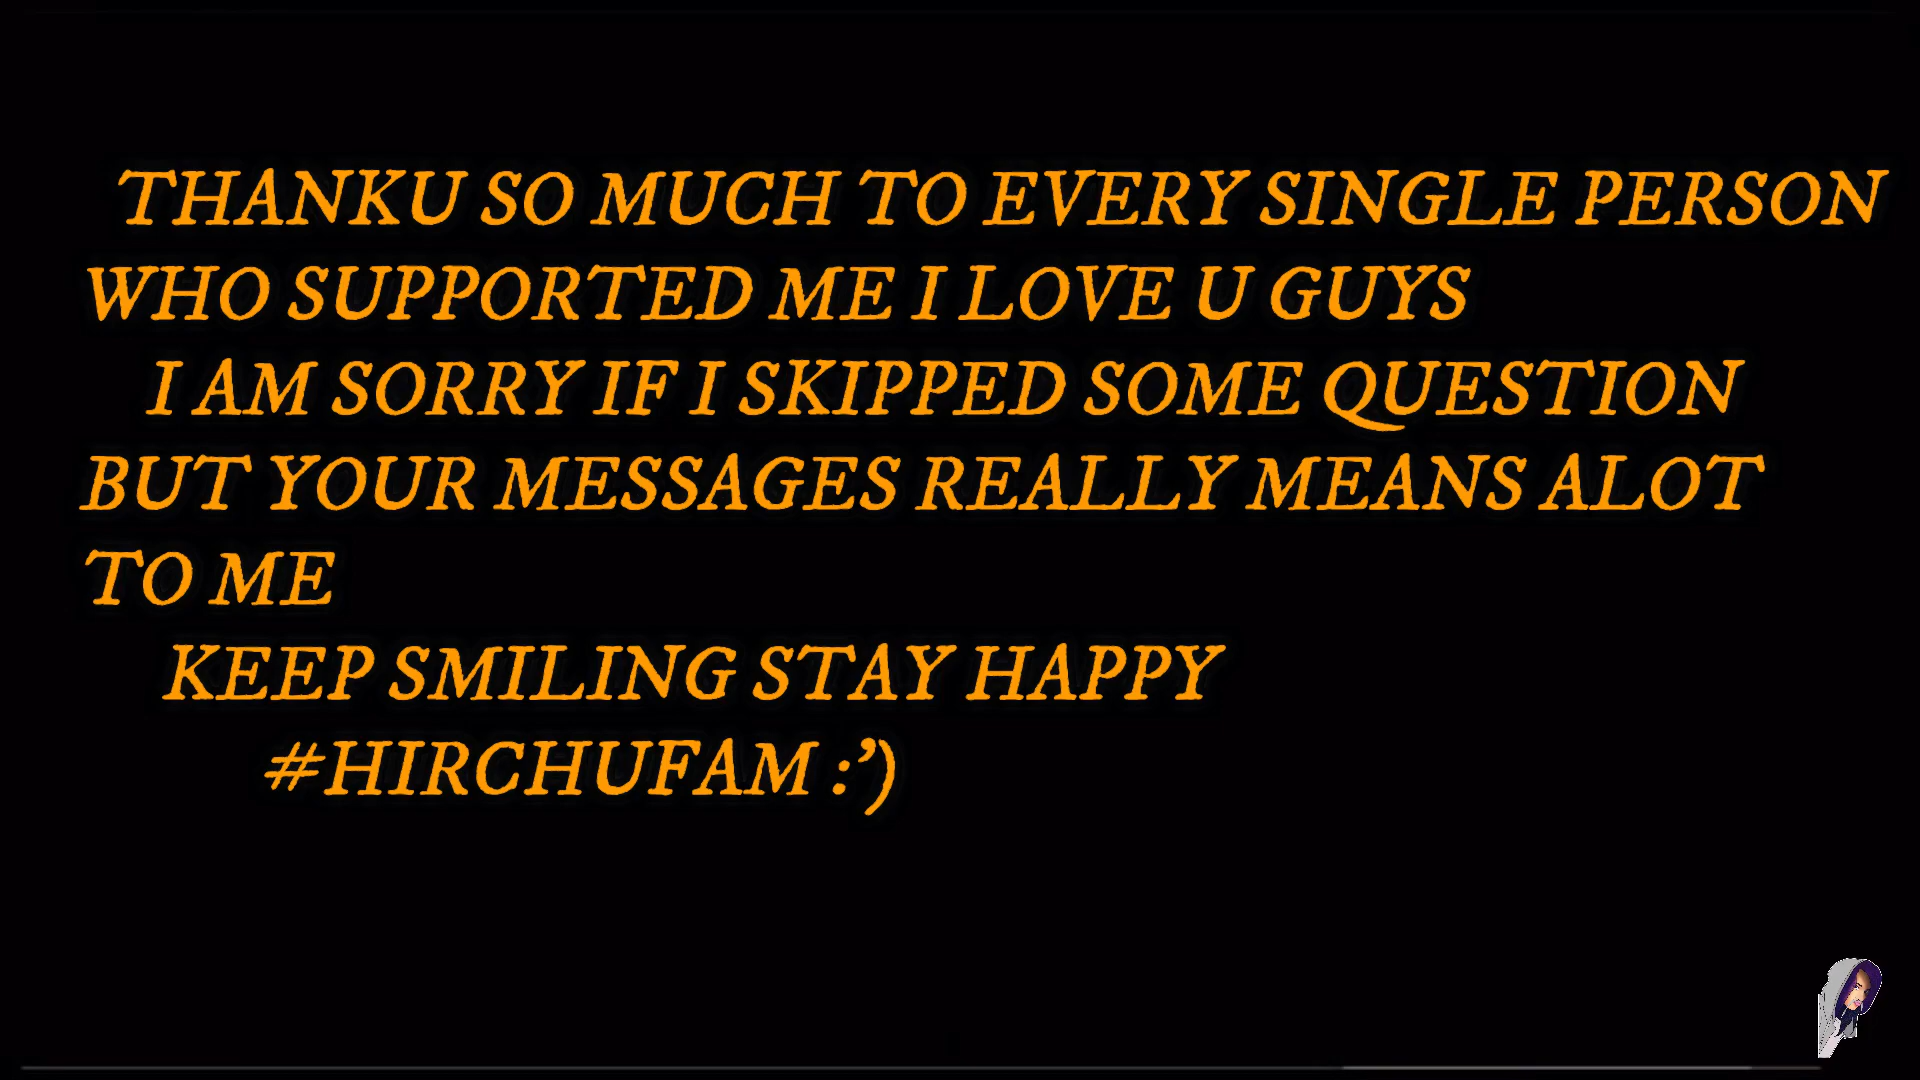 THANKU SO MUCH TO EVERY SINGLE PERSON
WHO SUPPORTED ME I LOVE U GUYS
I AM SORRY IF I SKIPPED SOME QUESTION
BUT YOUR MESSAGES REALLY MEANS ALOT
TO ME
KEEP SMILING STAY HAPPY
#HIRCHUFAM :’)